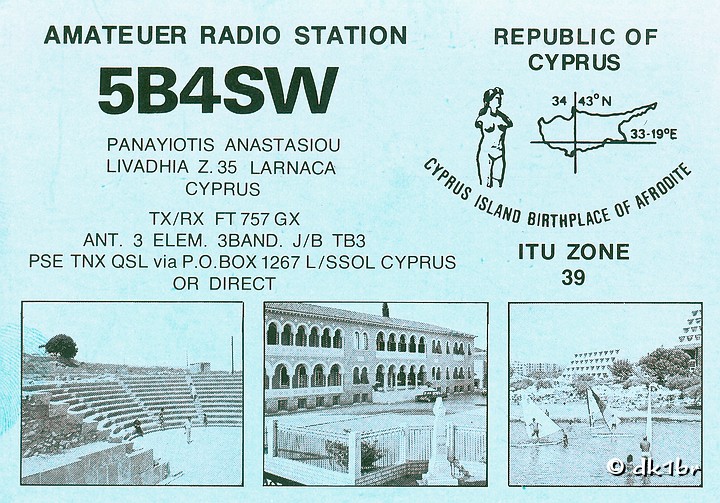 AMATEUER RADIO STATION
5B4SW
PANAYIOTIS ANASTASIOU
LIVADHIA Z.35 LARNACA
CYPRUS
TX/RX FT 757 GX
ANT. 3 ELEM. 3BAND. J/B TB3
PSE TNX QSL via P.O.BOX 1267 L/SSOL CYPRUS
OR DIRECT
REPUBLIC OF
CYPRUS
34 43° N
33-19°E
CYPRUS ISLAND BIRTHPLACE OF AFRODITE
ITU ZONE
39
© dk1br